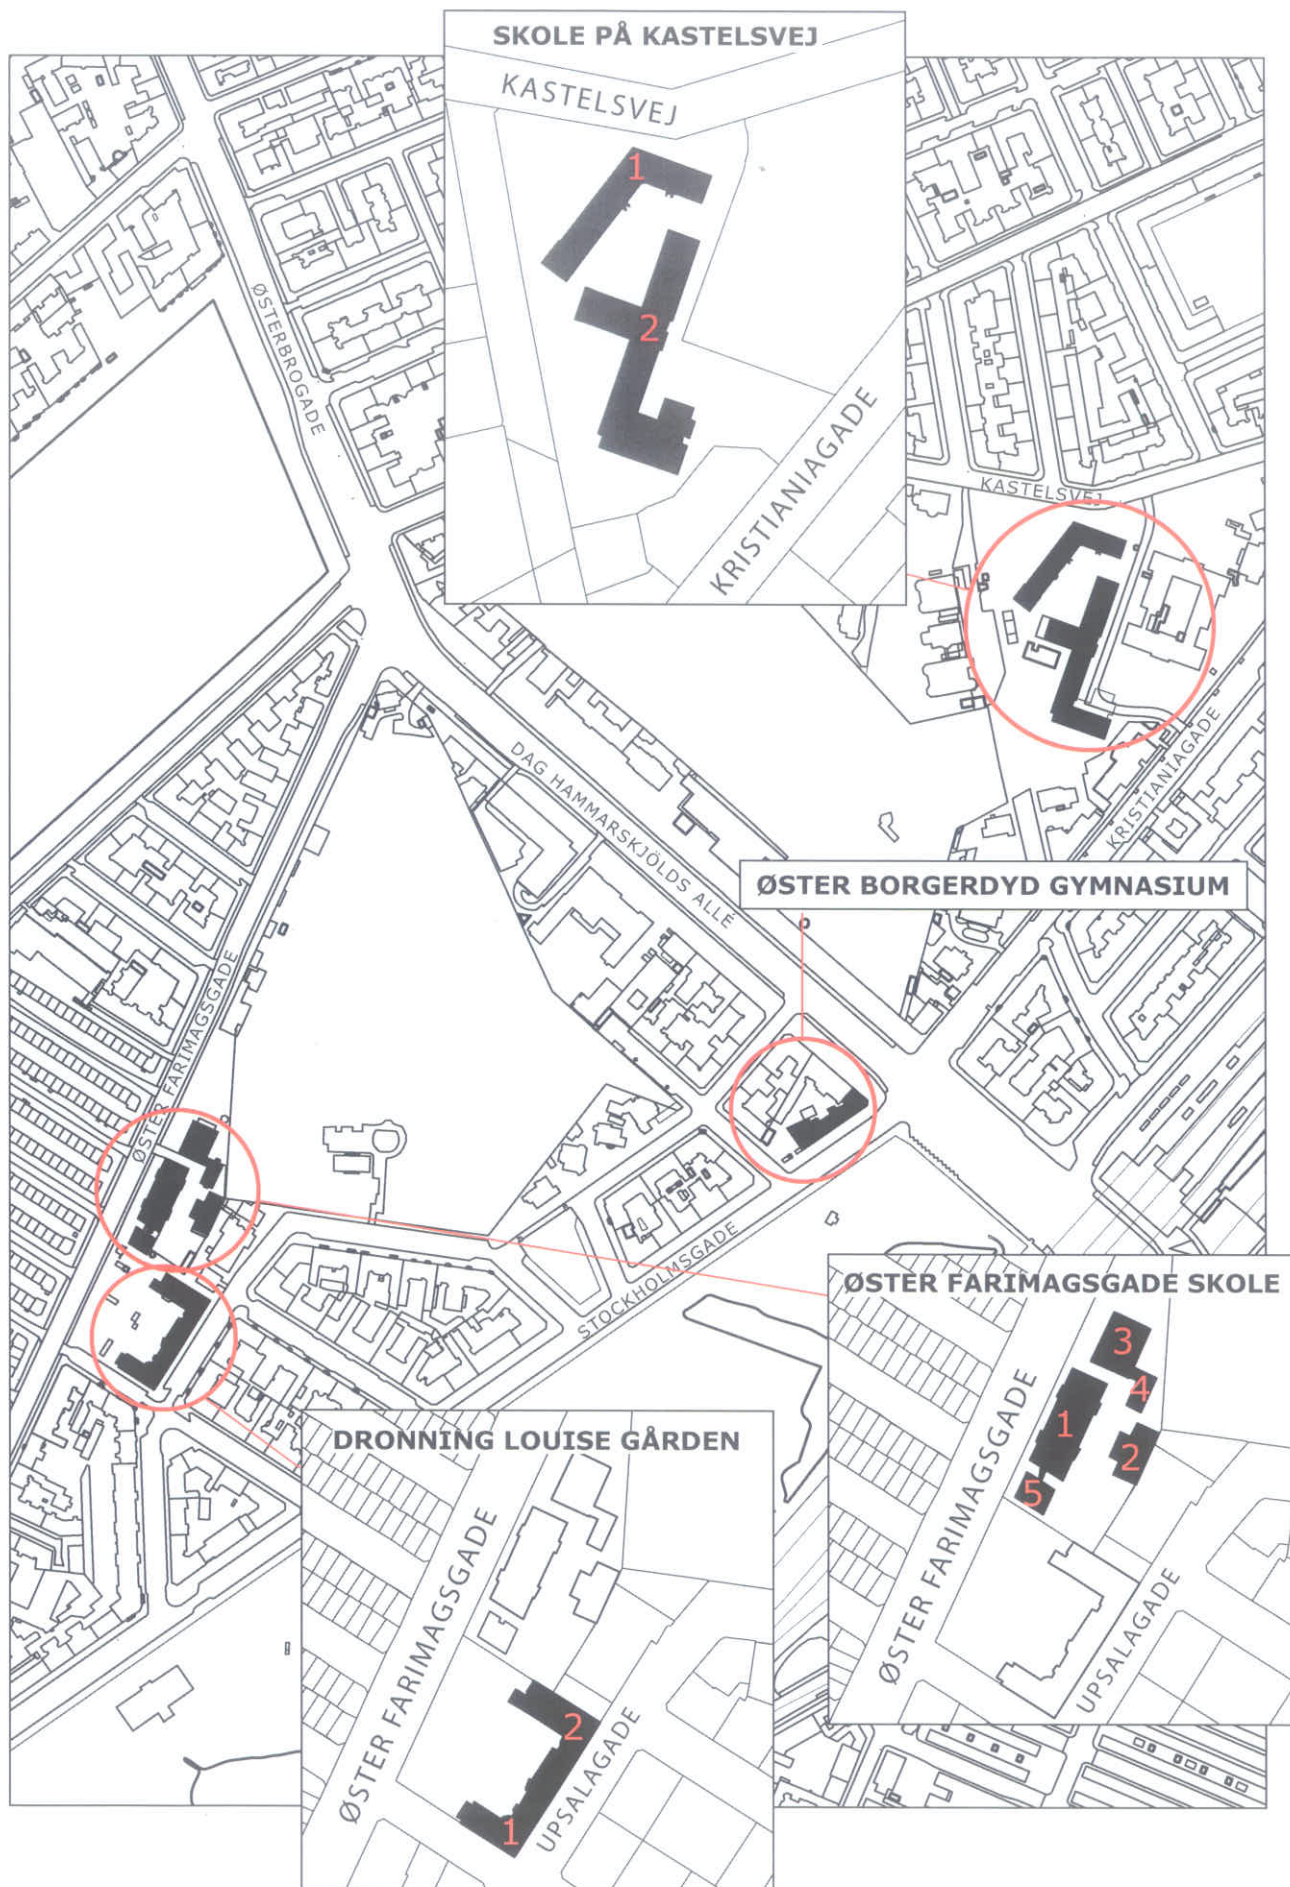 SKOLE PÅ KASTELSVEJ
KASTELSVEJ
1
2
KRISTIANIAGADE
ØSTERBROGADE
KASTELSVEJ
KRISTIANIAGADE
DAG HAMMARSKJÖLDS ALLÉ
ØSTER BORGERDYD GYMNASIUM
ØSTER FARIMAGSGADE
STOCKHOLMSGADE
ØSTER FARIMAGSGADE SKOLE
3
4
1
2
5
ØSTER FARIMAGSGADE
UPSALAGADE
DRONNING LOUISE GÅRDEN
ØSTER FARIMAGSGADE
2
1
UPSALAGADE